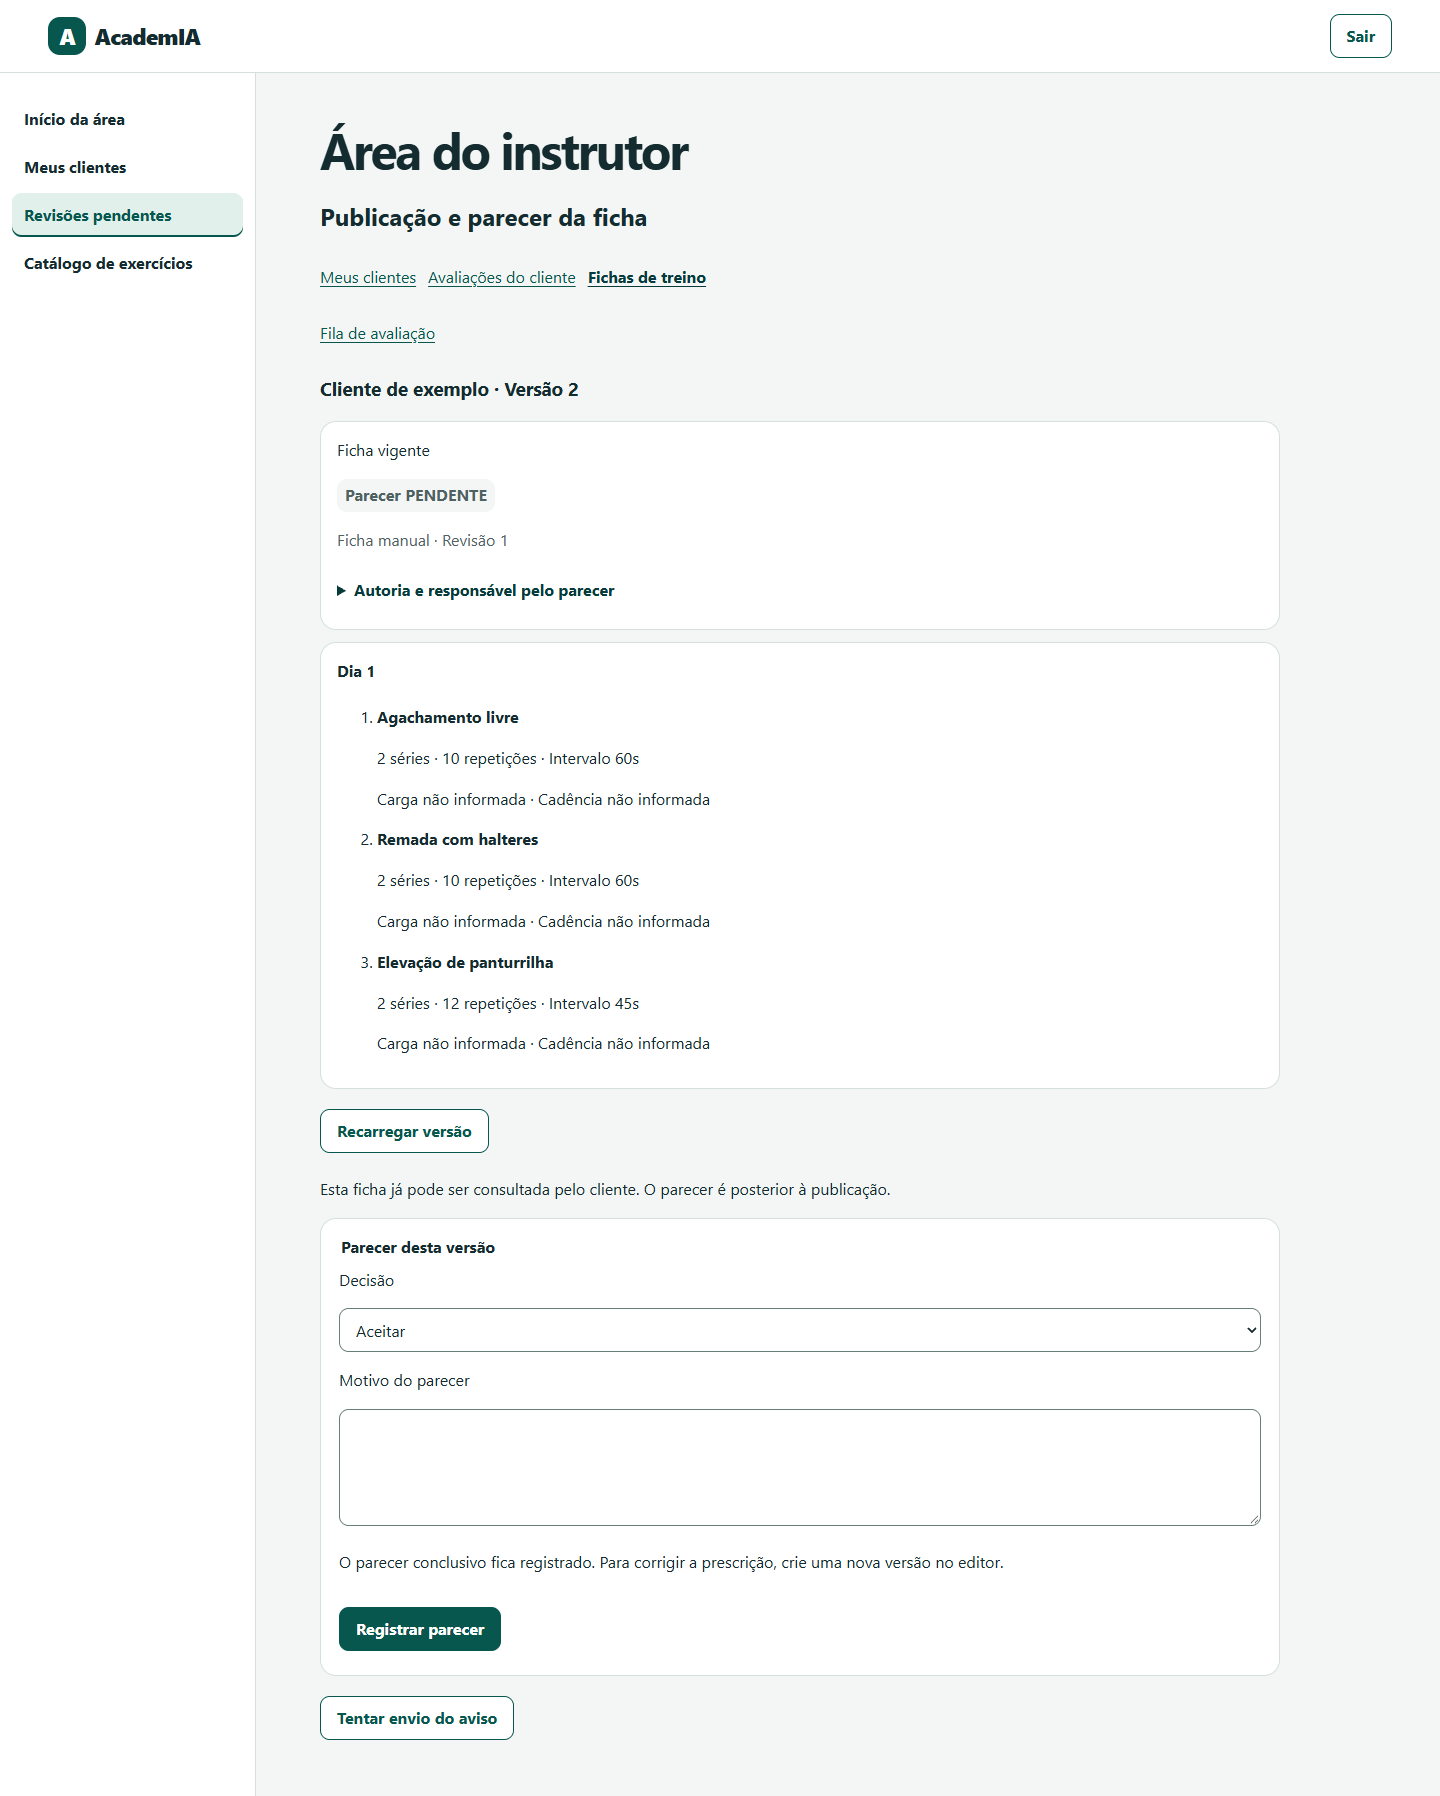 A AcademIA
Sair
Início da área
Meus clientes
Revisões pendentes
Catálogo de exercícios
Área do instrutor
Publicação e parecer da ficha
Meus clientes Avaliações do cliente Fichas de treino
Fila de avaliação
Cliente de exemplo · Versão 2
Ficha vigente
Parecer PENDENTE
Ficha manual · Revisão 1
Autoria e responsável pelo parecer
Dia 1
1. Agachamento livre
2 séries · 10 repetições · Intervalo 60s
Carga não informada · Cadência não informada
2. Remada com halteres
2 séries · 10 repetições · Intervalo 60s
Carga não informada · Cadência não informada
3. Elevação de panturrilha
2 séries · 12 repetições · Intervalo 45s
Carga não informada · Cadência não informada
Recarregar versão
Esta ficha já pode ser consultada pelo cliente. O parecer é posterior à publicação.
Parecer desta versão
Decisão
Aceitar
Motivo do parecer
O parecer conclusivo fica registrado. Para corrigir a prescrição, crie uma nova versão no editor.
Registrar parecer
Tentar envio do aviso